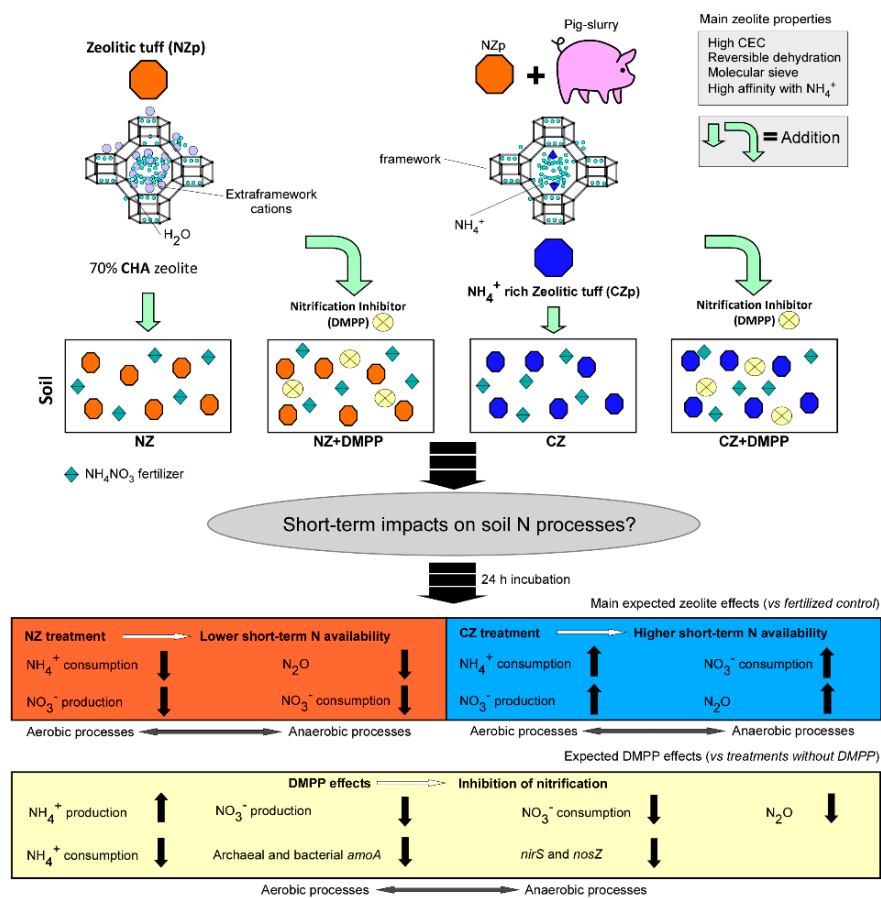 Zeolitic tuff (NZp)
Extraframework
cations
H2O
70% CHA zeolite
NZp
+
Pig-slurry
framework
NH4+
NH4+ rich Zeolitic tuff (CZp)
Main zeolite properties
High CEC
Reversible dehydration
Molecular sieve
High affinity with NH4+
= Addition
Nitrification Inhibitor
(DMPP)
Nitrification Inhibitor
(DMPP)
Soil
NZ
NZ+DMPP
CZ
CZ+DMPP
NH4NO3 fertilizer
Short-term impacts on soil N processes?
24 h incubation
Main expected zeolite effects (vs fertilized control)
NZ treatment Lower short-term N availability
NH4+ consumption N2O
NO3- production NO3- consumption
CZ treatment Higher short-term N availability
NH4+ consumption NO3- consumption
NO3- production N2O
Aerobic processes Anaerobic processes
Aerobic processes Anaerobic processes
Expected DMPP effects (vs treatments without DMPP)
DMPP effects Inhibition of nitrification
NH4+ production NO3- production NO3- consumption N2O
NH4+ consumption Archaeal and bacterial amoA nirS and nosZ
Aerobic processes Anaerobic processes